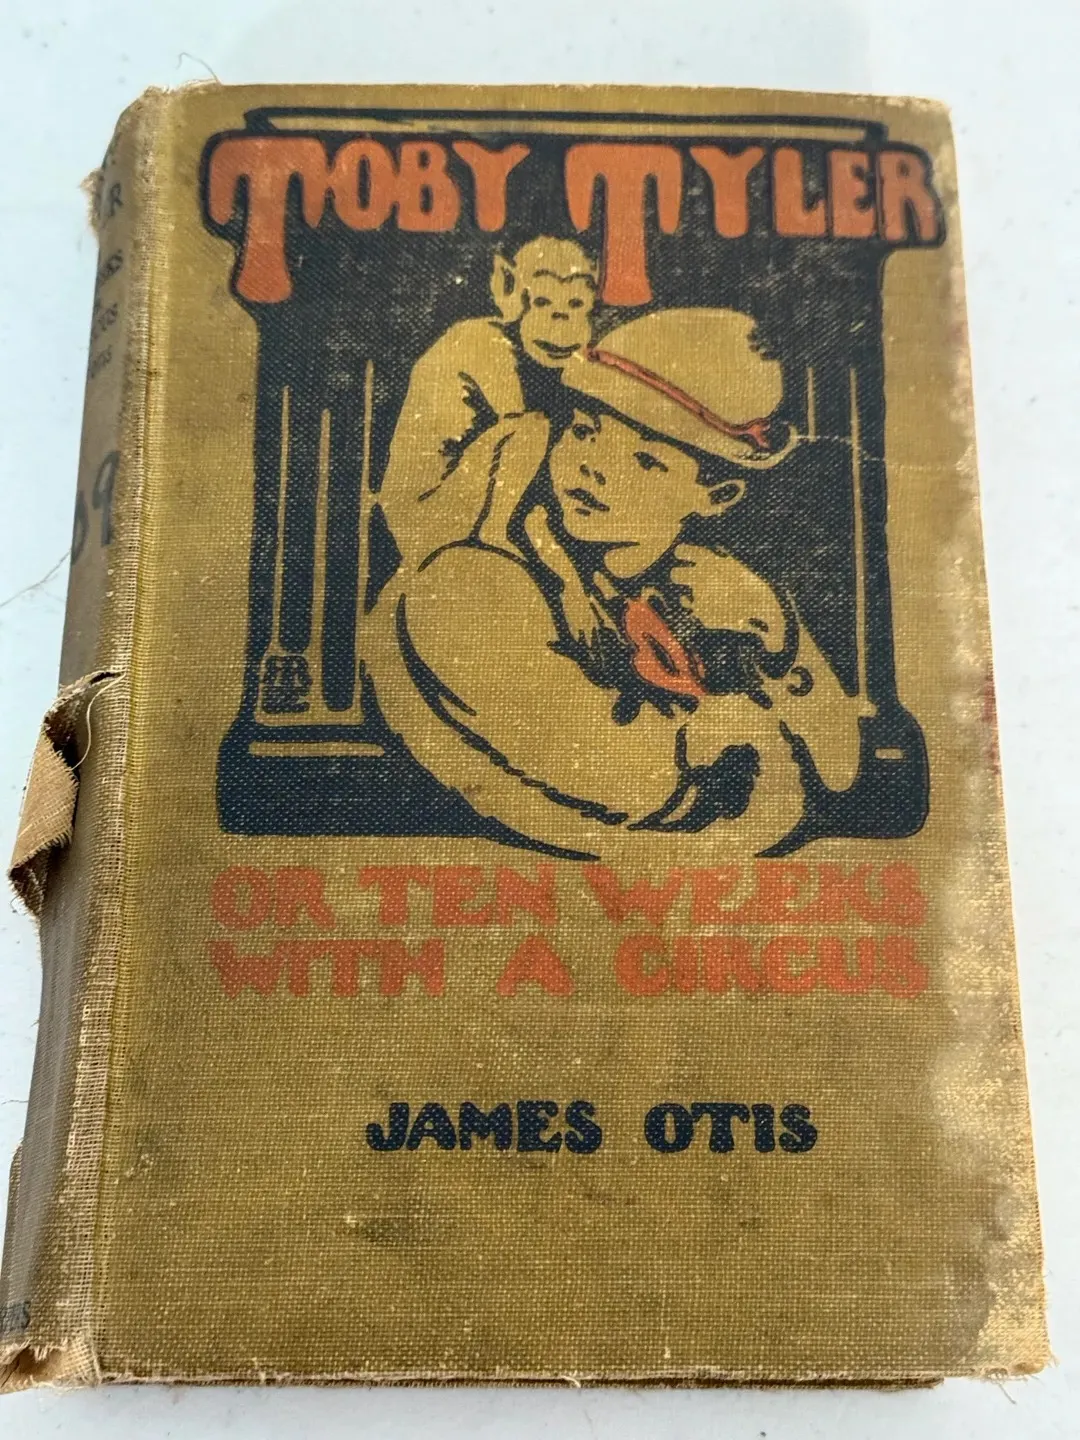 TOBY TYLER
OR TEN WEEKS
WITH A CIRCUS
JAMES OTIS